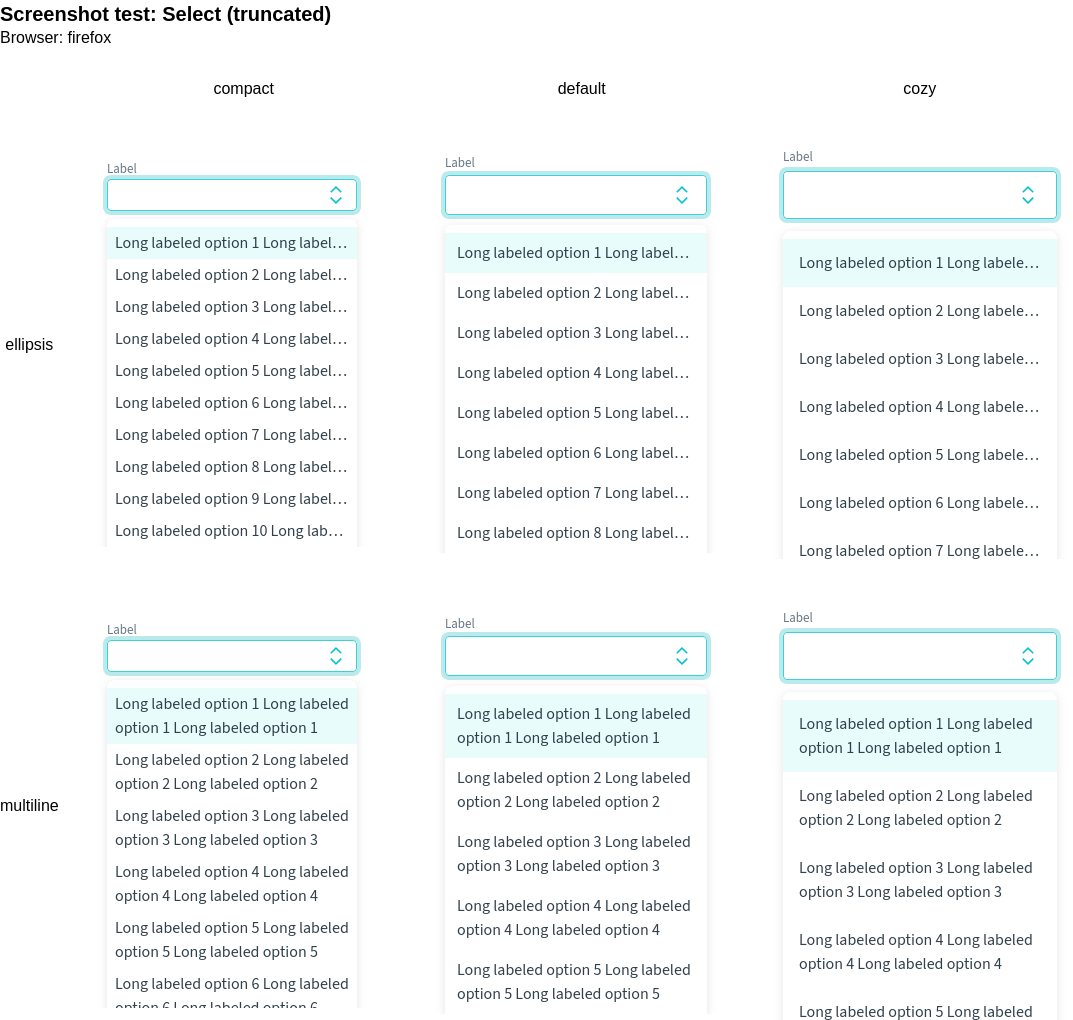 Screenshot test: Select (truncated)
Browser: firefox
compact
default
cozy
ellipsis
Label
Long labeled option 1 Long label…
Long labeled option 2 Long label…
Long labeled option 3 Long label…
Long labeled option 4 Long label…
Long labeled option 5 Long label…
Long labeled option 6 Long label…
Long labeled option 7 Long label…
Long labeled option 8 Long label…
Long labeled option 9 Long label…
Long labeled option 10 Long lab…
Label
Long labeled option 1 Long label…
Long labeled option 2 Long label…
Long labeled option 3 Long label…
Long labeled option 4 Long label…
Long labeled option 5 Long label…
Long labeled option 6 Long label…
Long labeled option 7 Long label…
Long labeled option 8 Long label…
Label
Long labeled option 1 Long labele…
Long labeled option 2 Long labele…
Long labeled option 3 Long labele…
Long labeled option 4 Long labele…
Long labeled option 5 Long labele…
Long labeled option 6 Long labele…
Long labeled option 7 Long labele…
multiline
Label
Long labeled option 1 Long labeled
option 1 Long labeled option 1
Long labeled option 2 Long labeled
option 2 Long labeled option 2
Long labeled option 3 Long labeled
option 3 Long labeled option 3
Long labeled option 4 Long labeled
option 4 Long labeled option 4
Long labeled option 5 Long labeled
option 5 Long labeled option 5
Long labeled option 6 Long labeled
option 6 Long labeled option 6
Label
Long labeled option 1 Long labeled
option 1 Long labeled option 1
Long labeled option 2 Long labeled
option 2 Long labeled option 2
Long labeled option 3 Long labeled
option 3 Long labeled option 3
Long labeled option 4 Long labeled
option 4 Long labeled option 4
Long labeled option 5 Long labeled
option 5 Long labeled option 5
Label
Long labeled option 1 Long labeled
option 1 Long labeled option 1
Long labeled option 2 Long labeled
option 2 Long labeled option 2
Long labeled option 3 Long labeled
option 3 Long labeled option 3
Long labeled option 4 Long labeled
option 4 Long labeled option 4
Long labeled option 5 Long labeled